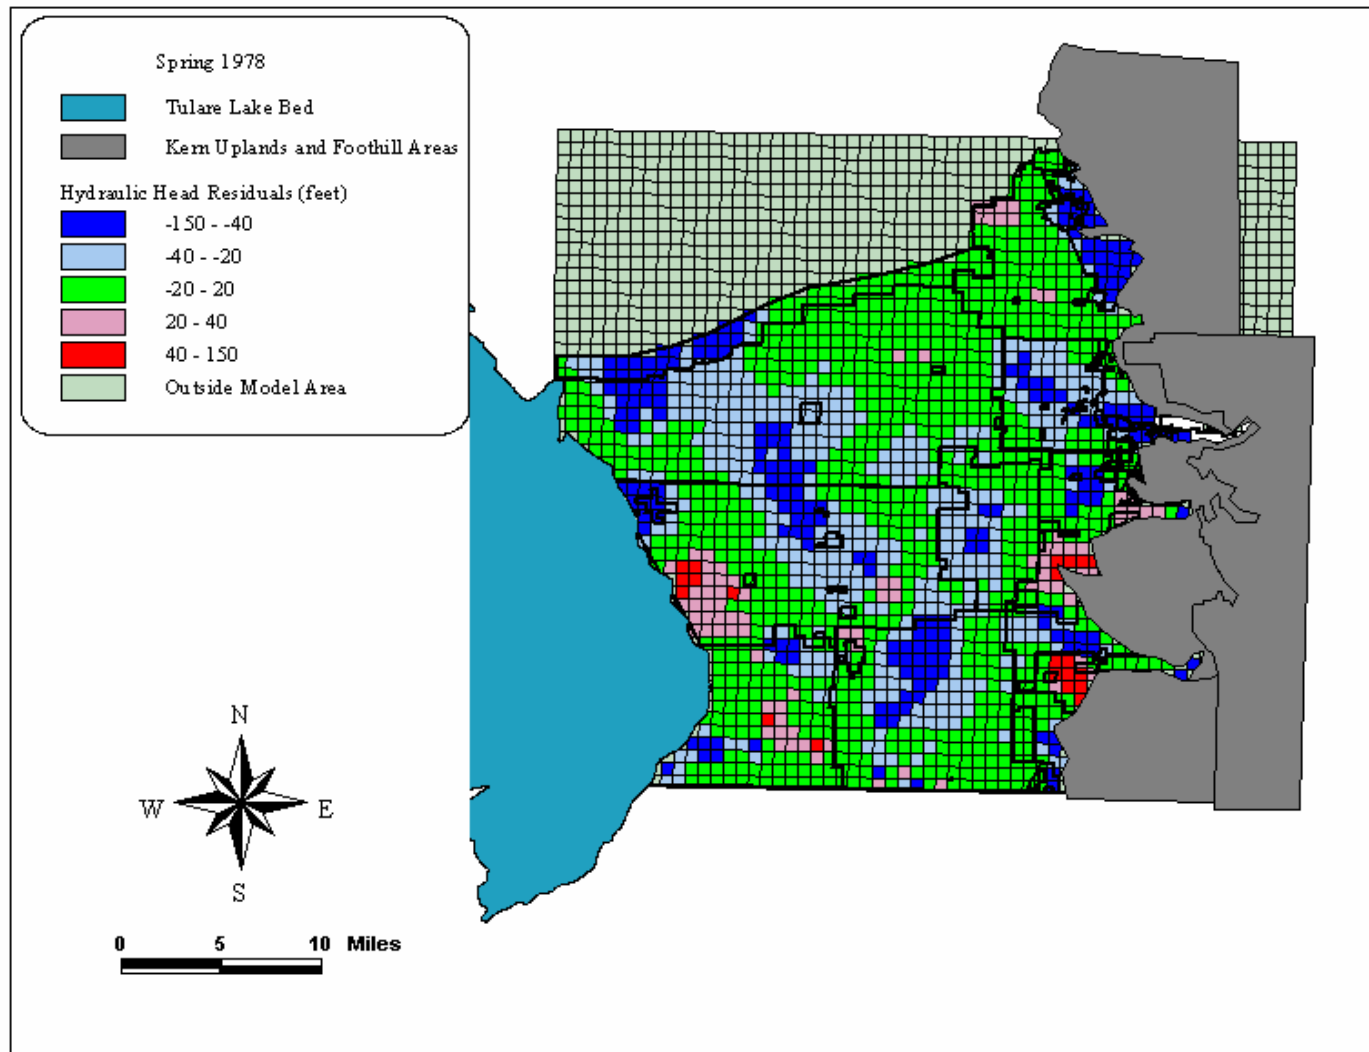 Spring 1978
Tulare Lake Bed
Kern Uplands and Foothill Areas
Hydraulic Head Residuals (feet)
-150 - -40
-40 - -20
-20 - 20
20 - 40
40 - 150
Outside Model Area
N
W E
S
0 5 10 Miles